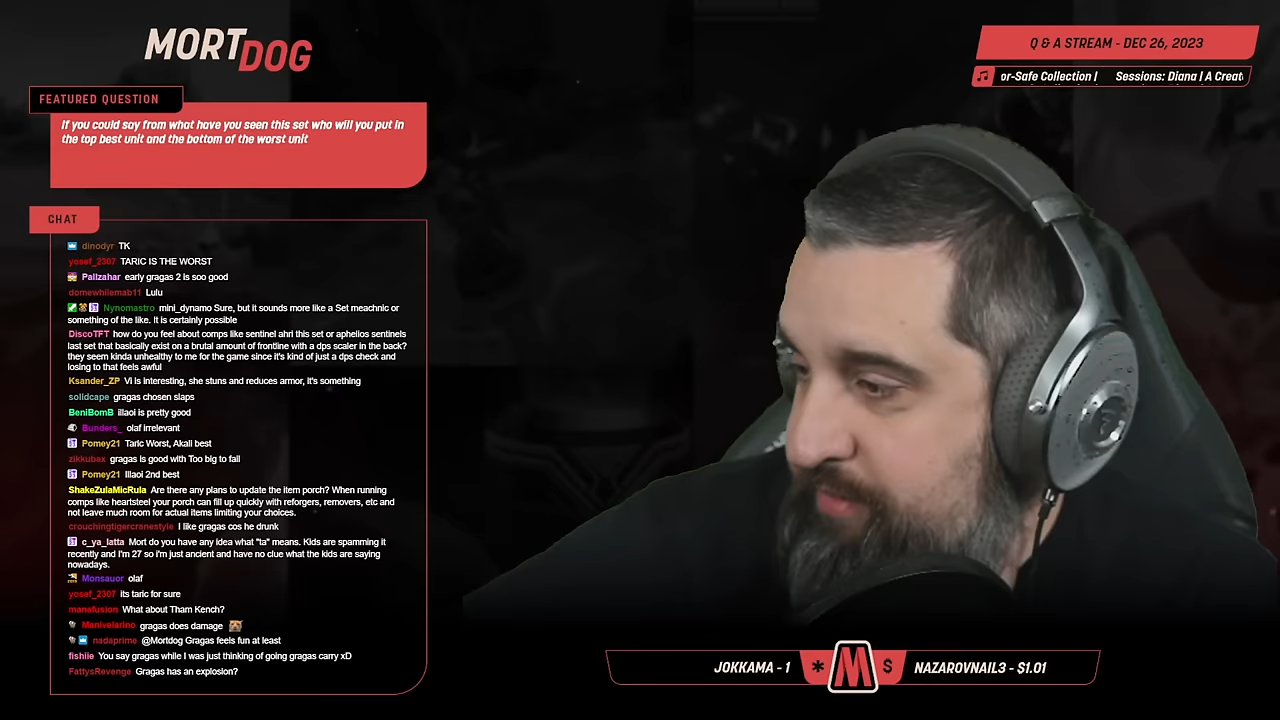 MORTDOG
Q & A STREAM - DEC 26, 2023
or-Safe Collection | Sessions: Diana | A Creat
FEATURED QUESTION
If you could say from what have you seen this set who will you put in
the top best unit and the bottom of the worst unit
CHAT
dinodyr TK
yosef_2307 TARIC IS THE WORST
Pallzahar early gragas 2 is soo good
domewhilemab11 Lulu
Nynomastro mini_dynamo Sure, but it sounds more like a Set meachnic or
something of the like. It is certainly possible
DiscoTFT how do you feel about comps like sentinel ahri this set or aphelios sentinels
last set that basically exist on a brutal amount of frontline with a dps scaler in the back?
they seem kinda unhealthy to me for the game since it's kind of just a dps check and
losing to that feels awful
Ksander_ZP Vi is interesting, she stuns and reduces armor, it's something
solidcape gragas chosen slaps
BeniBomB illaoi is pretty good
Bunders_ olaf irrelevant
Pomey21 Taric Worst, Akali best
zikkubax gragas is good with Too big to fail
Pomey21 Illaoi 2nd best
ShakeZulaMicRula Are there any plans to update the item porch? When running
comps like heartsteel your porch can fill up quickly with reforgers, removers, etc and
not leave much room for actual items limiting your choices.
crouchingtigercranestyle I like gragas cos he drunk
c_ya_latta Mort do you have any idea what "ta" means. Kids are spamming it
recently and I'm 27 so i'm just ancient and have no clue what the kids are saying
nowadays.
Monsauor olaf
yosef_2307 its taric for sure
manafusion What about Tham Kench?
Manivelarino gragas does damage
nadaprime @Mortdog Gragas feels fun at least
fishile You say gragas while I was just thinking of going gragas carry xD
FattysRevenge Gragas has an explosion?
JOKKAMA - 1 * M $ NAZAROVNAIL3 - $1.01